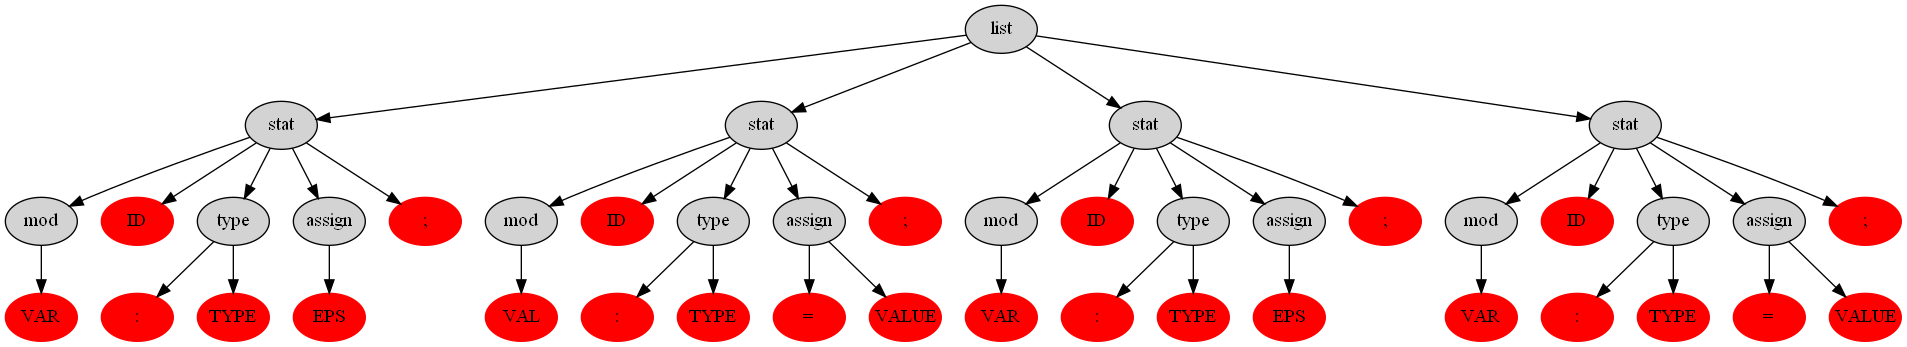 list
stat stat stat stat
mod ID type assign ; mod ID type assign ; mod ID type assign ; mod ID type assign ;
VAR : TYPE EPS VAL : TYPE = VALUE VAR : TYPE EPS VAR : TYPE = VALUE